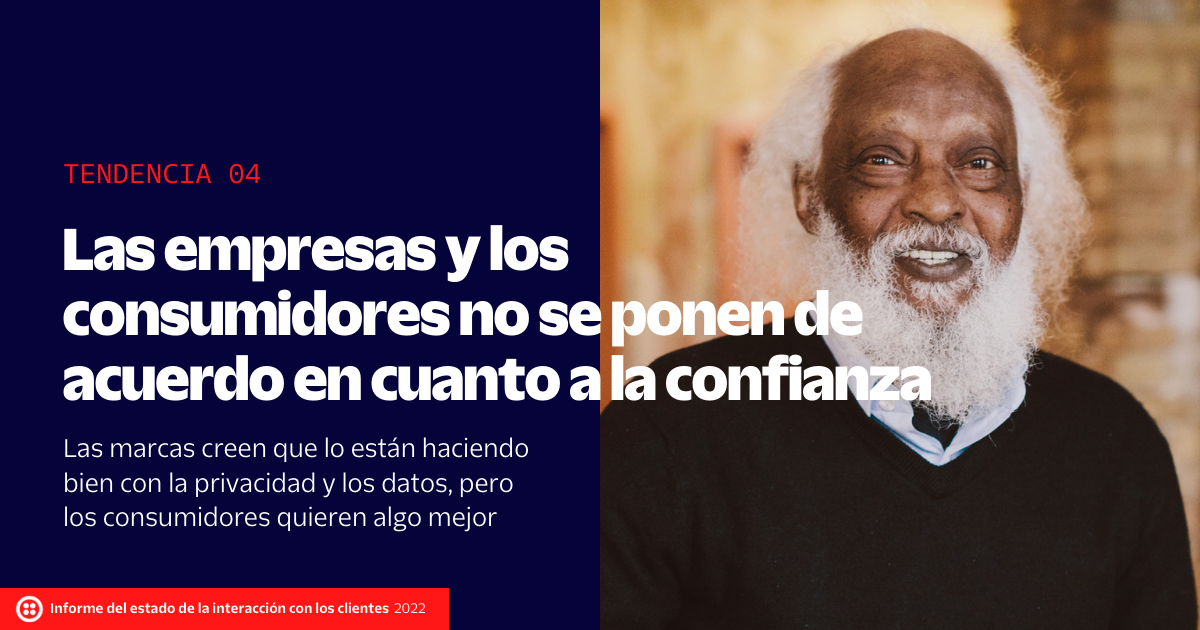 TENDENCIA 04
Las empresas y los
consumidores no se ponen de
acuerdo en cuanto a la confianza
Las marcas creen que lo están haciendo
bien con la privacidad y los datos, pero
los consumidores quieren algo mejor
Informe del estado de la interacción con los clientes 2022